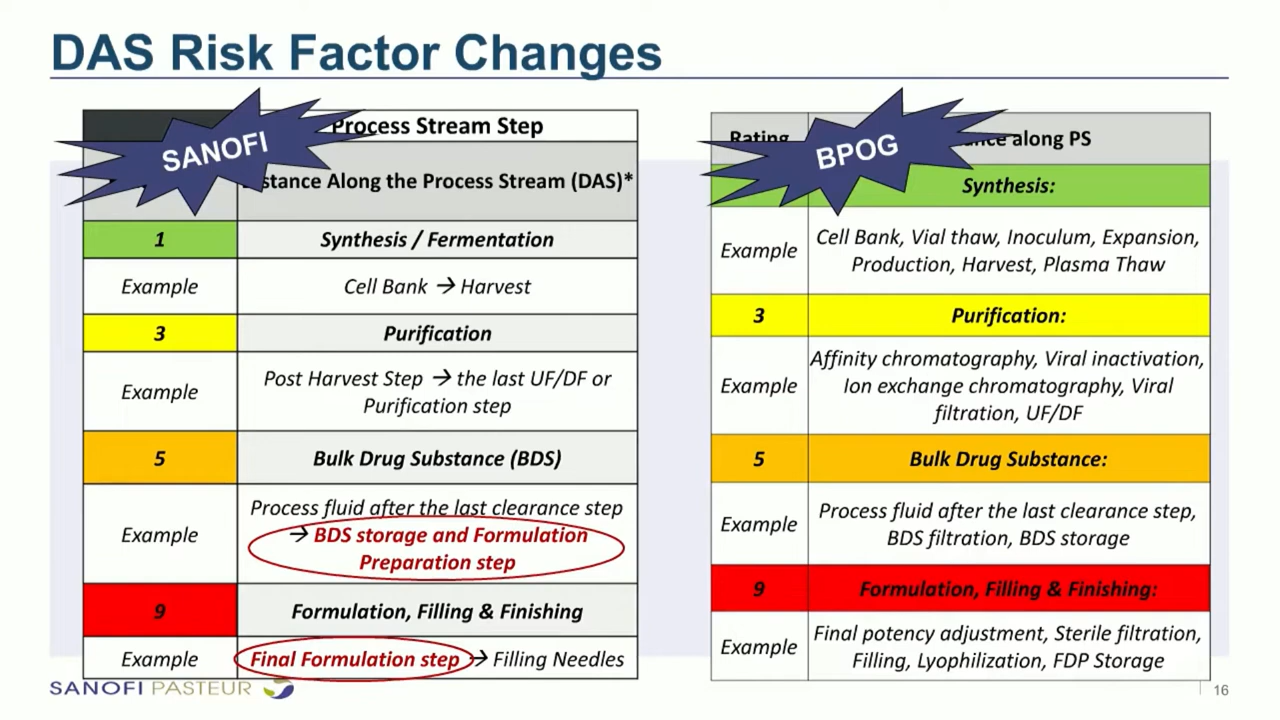 DAS Risk Factor Changes
SANOFI
Process Stream Step
Distance Along the Process Stream (DAS)*
1 Synthesis / Fermentation
Example Cell Bank → Harvest
3 Purification
Example Post Harvest Step → the last UF/DF or
Purification step
5 Bulk Drug Substance (BDS)
Example Process fluid after the last clearance step
→ BDS storage and Formulation
Preparation step
9 Formulation, Filling & Finishing
Example Final Formulation step → Filling Needles
BPOG
Rating along PS
Synthesis:
Example Cell Bank, Vial thaw, Inoculum, Expansion,
Production, Harvest, Plasma Thaw
3 Purification:
Example Affinity chromatography, Viral inactivation,
Ion exchange chromatography, Viral
filtration, UF/DF
5 Bulk Drug Substance:
Example Process fluid after the last clearance step,
BDS filtration, BDS storage
9 Formulation, Filling & Finishing:
Example Final potency adjustment, Sterile filtration,
Filling, Lyophilization, FDP Storage
SANOFI PASTEUR
16